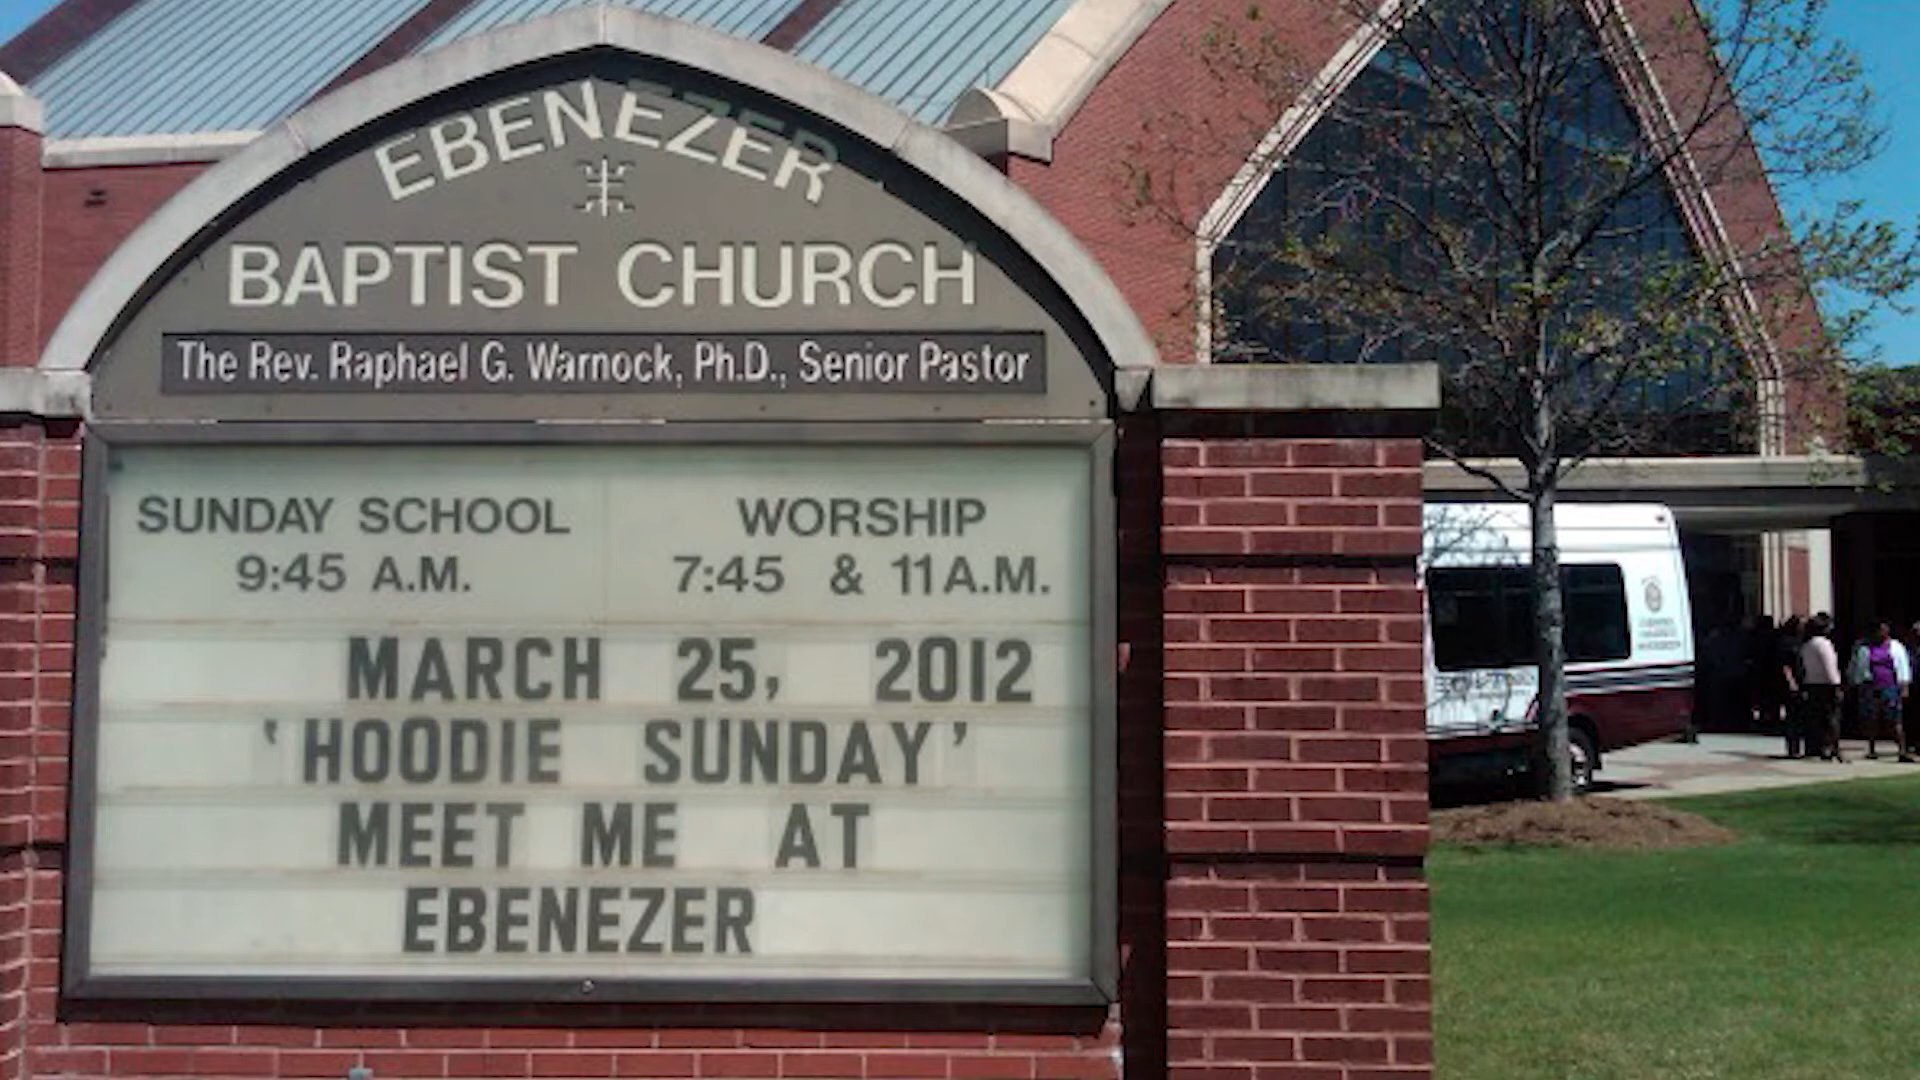 EBENEZER
BAPTIST CHURCH
The Rev. Raphael G. Warnock, Ph.D., Senior Pastor
SUNDAY SCHOOL
9:45 A.M.
WORSHIP
7:45 & 11 A.M.
MARCH 25, 2012
'HOODIE SUNDAY'
MEET ME AT
EBENEZER